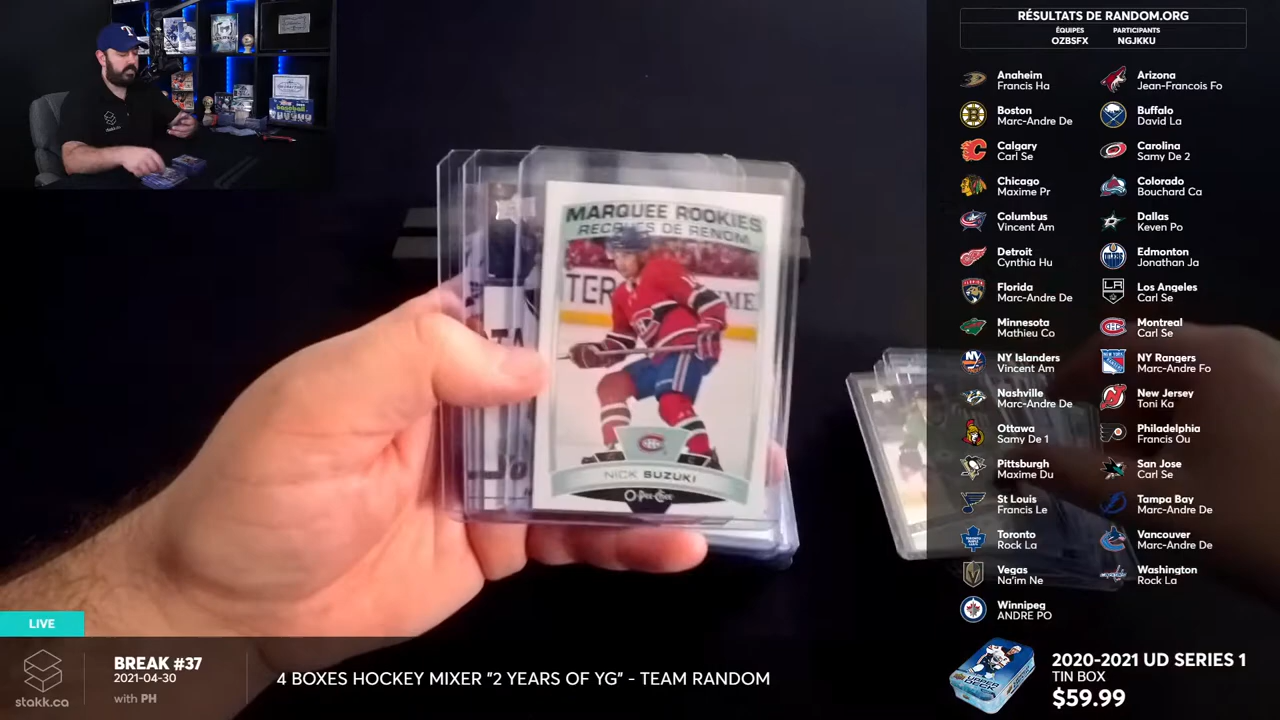 RÉSULTATS DE RANDOM.ORG
ÉQUIPES
OZBSFX
PARTICIPANTS
NGJKKU
Anaheim
Francis Ha
Arizona
Jean-Francois Fo
Boston
Marc-Andre De
Buffalo
David La
Calgary
Carl Se
Carolina
Samy De 2
Chicago
Maxime Pr
Colorado
Bouchard Ca
Columbus
Vincent Am
Dallas
Keven Po
Detroit
Cynthia Hu
Edmonton
Jonathan Ja
Florida
Marc-Andre De
Los Angeles
Carl Se
Minnesota
Mathieu Co
Montreal
Carl Se
NY Islanders
Vincent Am
NY Rangers
Marc-Andre Fo
Nashville
Marc-Andre De
New Jersey
Toni Ka
Ottawa
Samy De 1
Philadelphia
Francis Ou
Pittsburgh
Maxime Du
San Jose
Carl Se
St Louis
Francis Le
Tampa Bay
Marc-Andre De
Toronto
Rock La
Vancouver
Marc-Andre De
Vegas
Na'im Ne
Washington
Rock La
Winnipeg
ANDRE PO
MARQUEE ROOKIES
RECRUES DE RENOM
NICK SUZUKI
O-Pee-Chee
stakk.ca
LIVE
stakk.ca
BREAK #37
2021-04-30
with PH
4 BOXES HOCKEY MIXER "2 YEARS OF YG" - TEAM RANDOM
2020-2021 UD SERIES 1
TIN BOX
$59.99